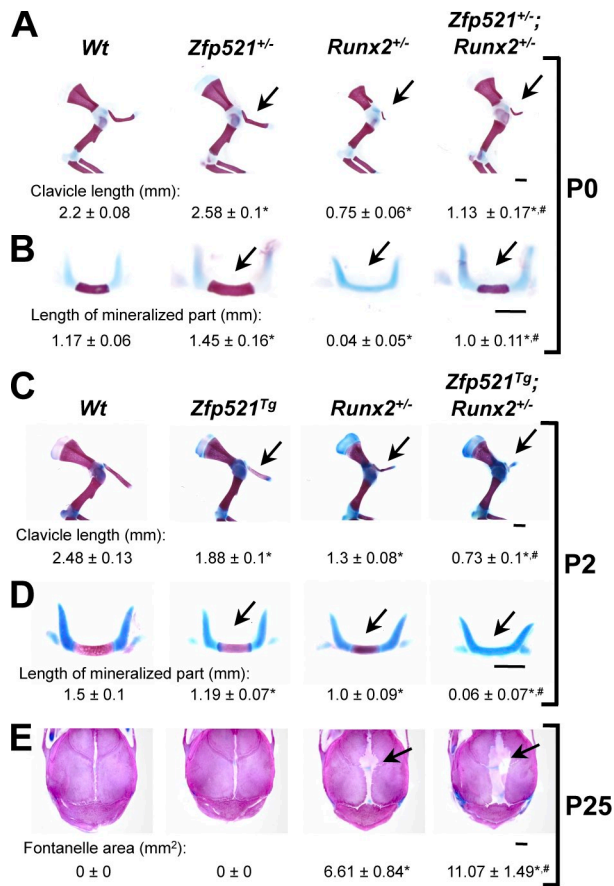 A
Wt Zfp521+/- Runx2+/- Zfp521+/-;
Runx2+/-
Clavicle length (mm):
2.2 ± 0.08 2.58 ± 0.1* 0.75 ± 0.06* 1.13 ± 0.17*,#
B
Length of mineralized part (mm):
1.17 ± 0.06 1.45 ± 0.16* 0.04 ± 0.05* 1.0 ± 0.11*,#
P0
C
Wt Zfp521Tg Runx2+/- Zfp521Tg;
Runx2+/-
Clavicle length (mm):
2.48 ± 0.13 1.88 ± 0.1* 1.3 ± 0.08* 0.73 ± 0.1*,#
D
Length of mineralized part (mm):
1.5 ± 0.1 1.19 ± 0.07* 1.0 ± 0.09* 0.06 ± 0.07*,#
P2
E
Fontanelle area (mm2):
0 ± 0 0 ± 0 6.61 ± 0.84* 11.07 ± 1.49*,#
P25